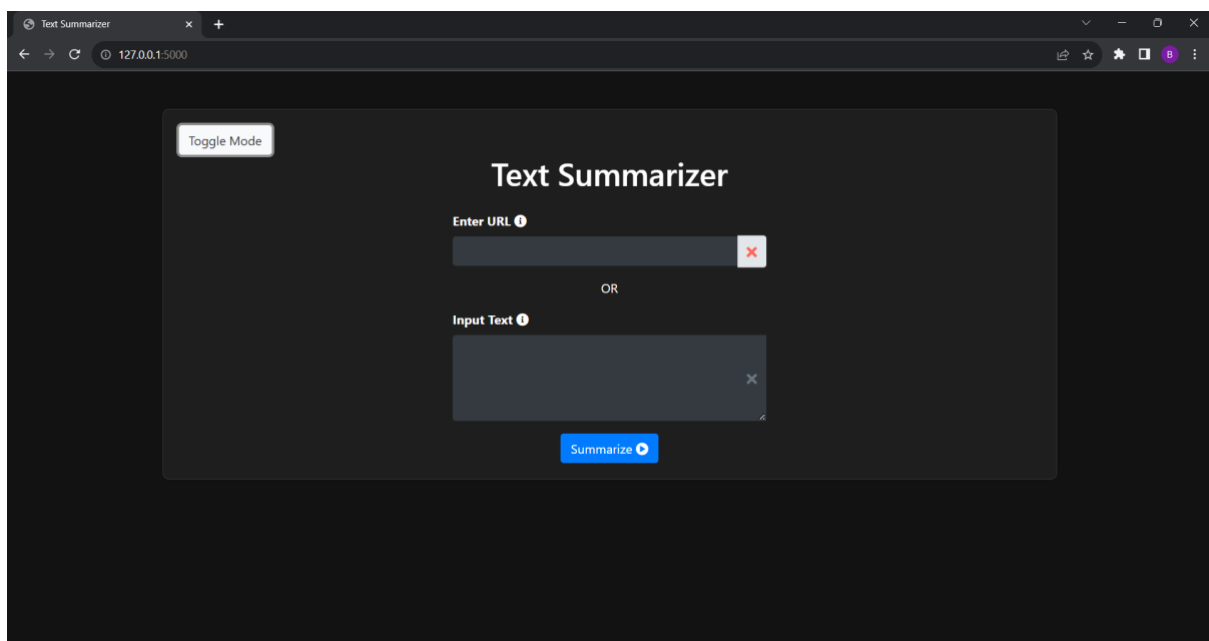 Text Summarizer
127.0.0.1:5000
B
Toggle Mode
Text Summarizer
Enter URL
OR
Input Text
Summarize